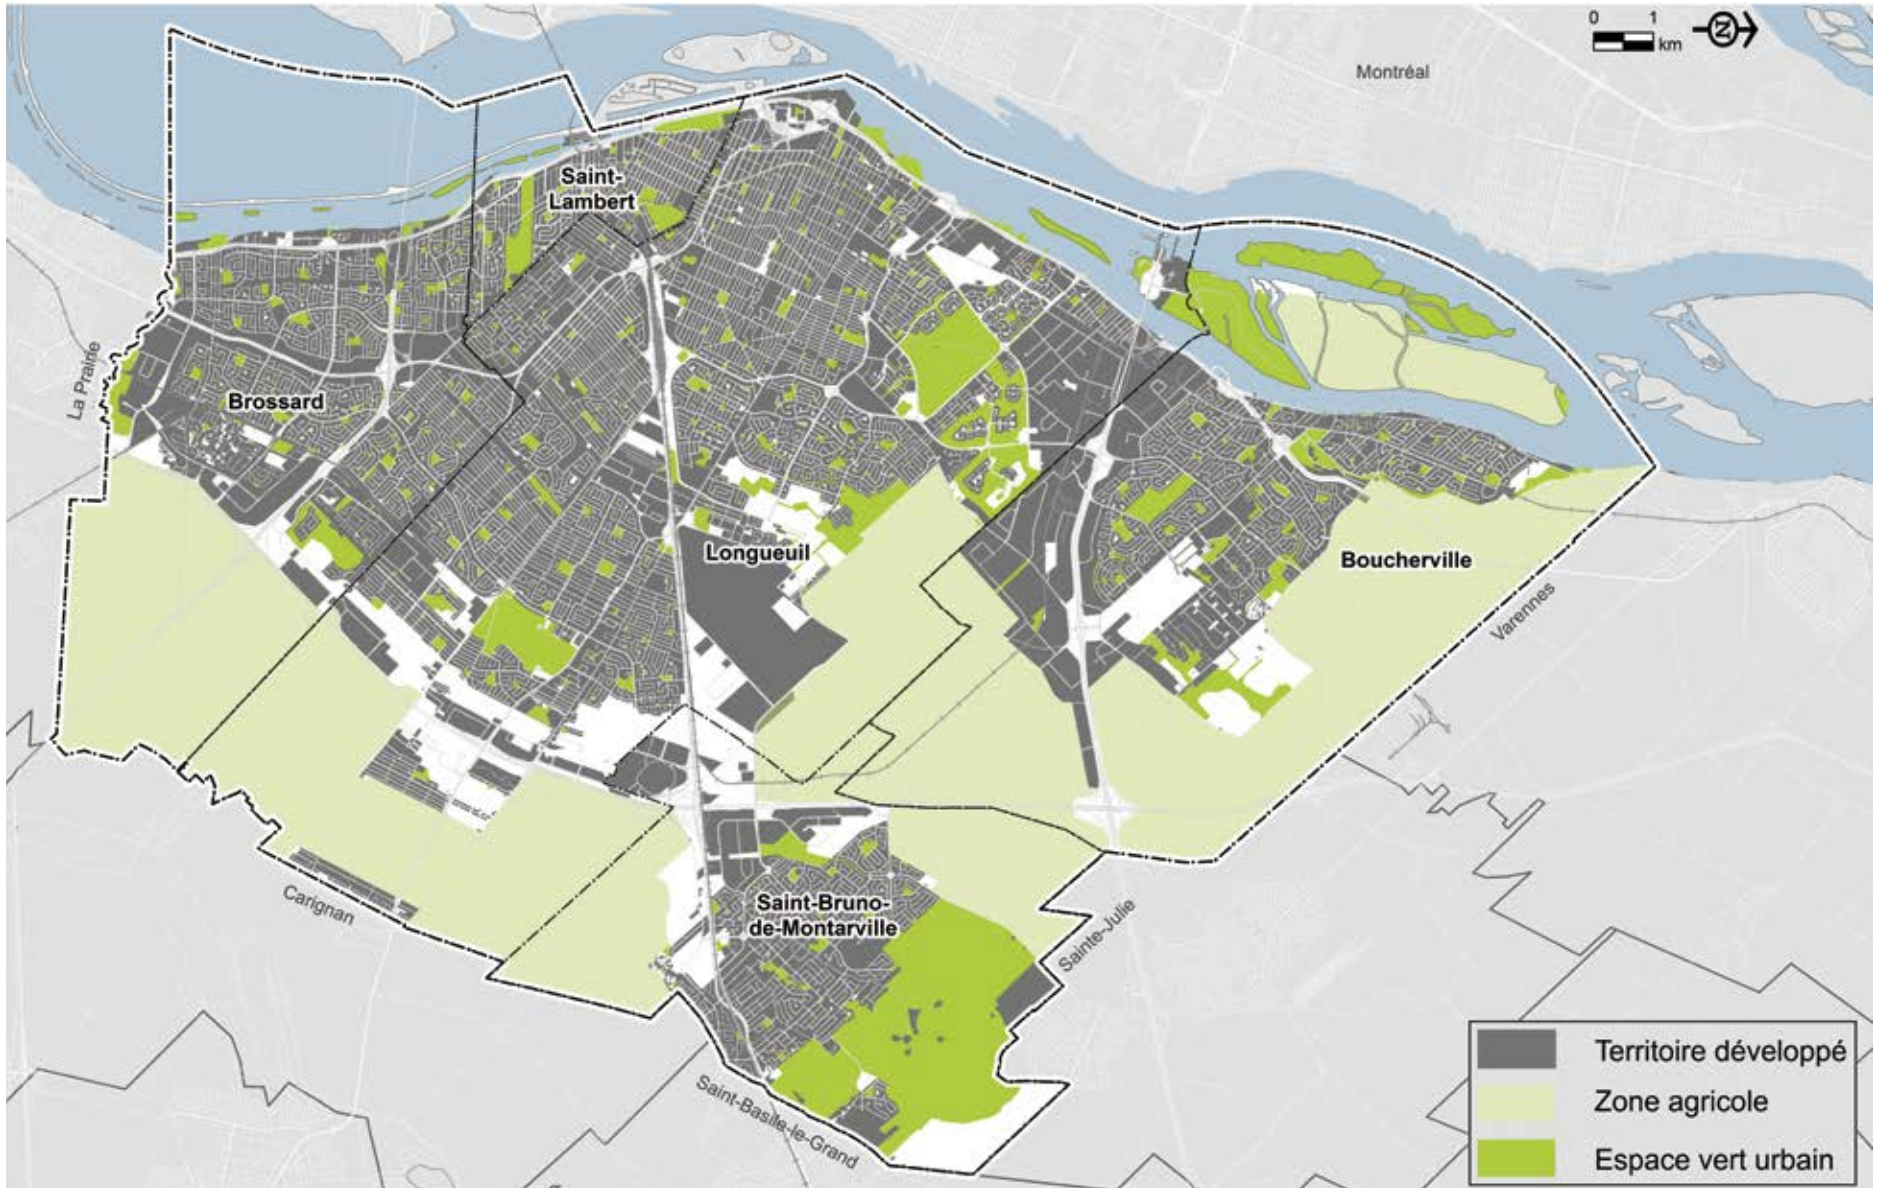 0 1
km
N
Montréal
Saint-
Lambert
La Prairie
Brossard
Longueuil
Boucherville
Varennes
Carignan
Saint-Bruno-
de-Montarville
Sainte-Julie
Saint-Basile-le-Grand
Territoire développé
Zone agricole
Espace vert urbain